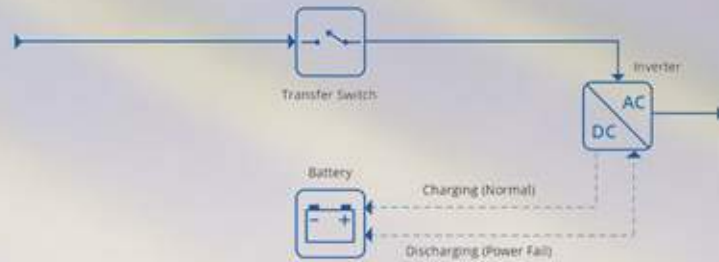 Transfer Switch
Inverter
AC
DC
Battery
- +
Charging (Normal)
Discharging (Power Fail)